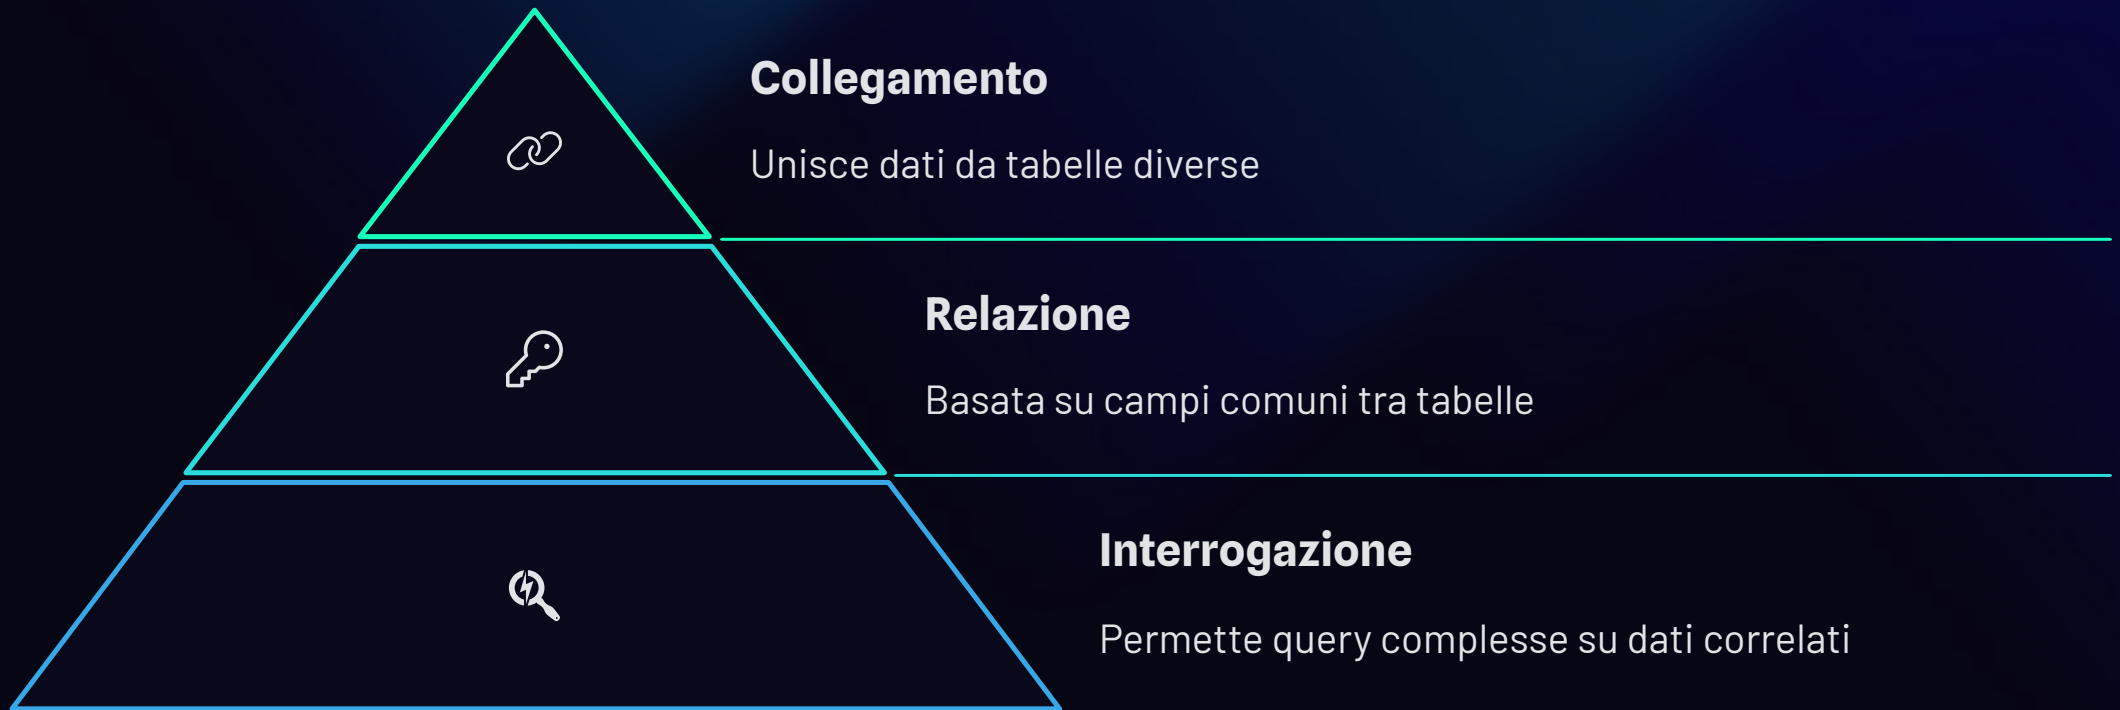 Collegamento
Unisce dati da tabelle diverse
Relazione
Basata su campi comuni tra tabelle
Interrogazione
Permette query complesse su dati correlati